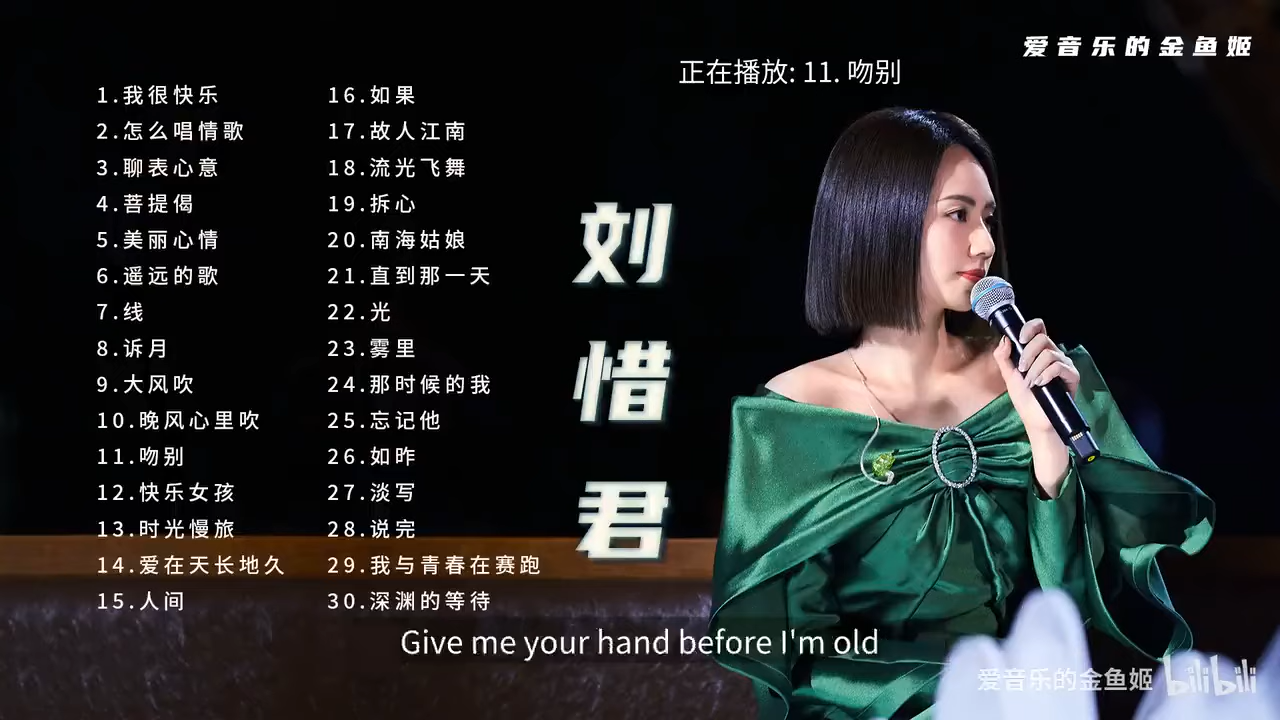 爱音乐的金鱼姬
正在播放: 11. 吻别
1.我很快乐
2.怎么唱情歌
3.聊表心意
4.菩提偈
5.美丽心情
6.遥远的歌
7.线
8.诉月
9.大风吹
10.晚风心里吹
11.吻别
12.快乐女孩
13.时光慢旅
14.爱在天长地久
15.人间
16.如果
17.故人江南
18.流光飞舞
19.拆心
20.南海姑娘
21.直到那一天
22.光
23.雾里
24.那时候的我
25.忘记他
26.如昨
27.淡写
28.说完
29.我与青春在赛跑
30.深渊的等待
刘
惜
君
Give me your hand before I'm old
爱音乐的金鱼姬 bilibili